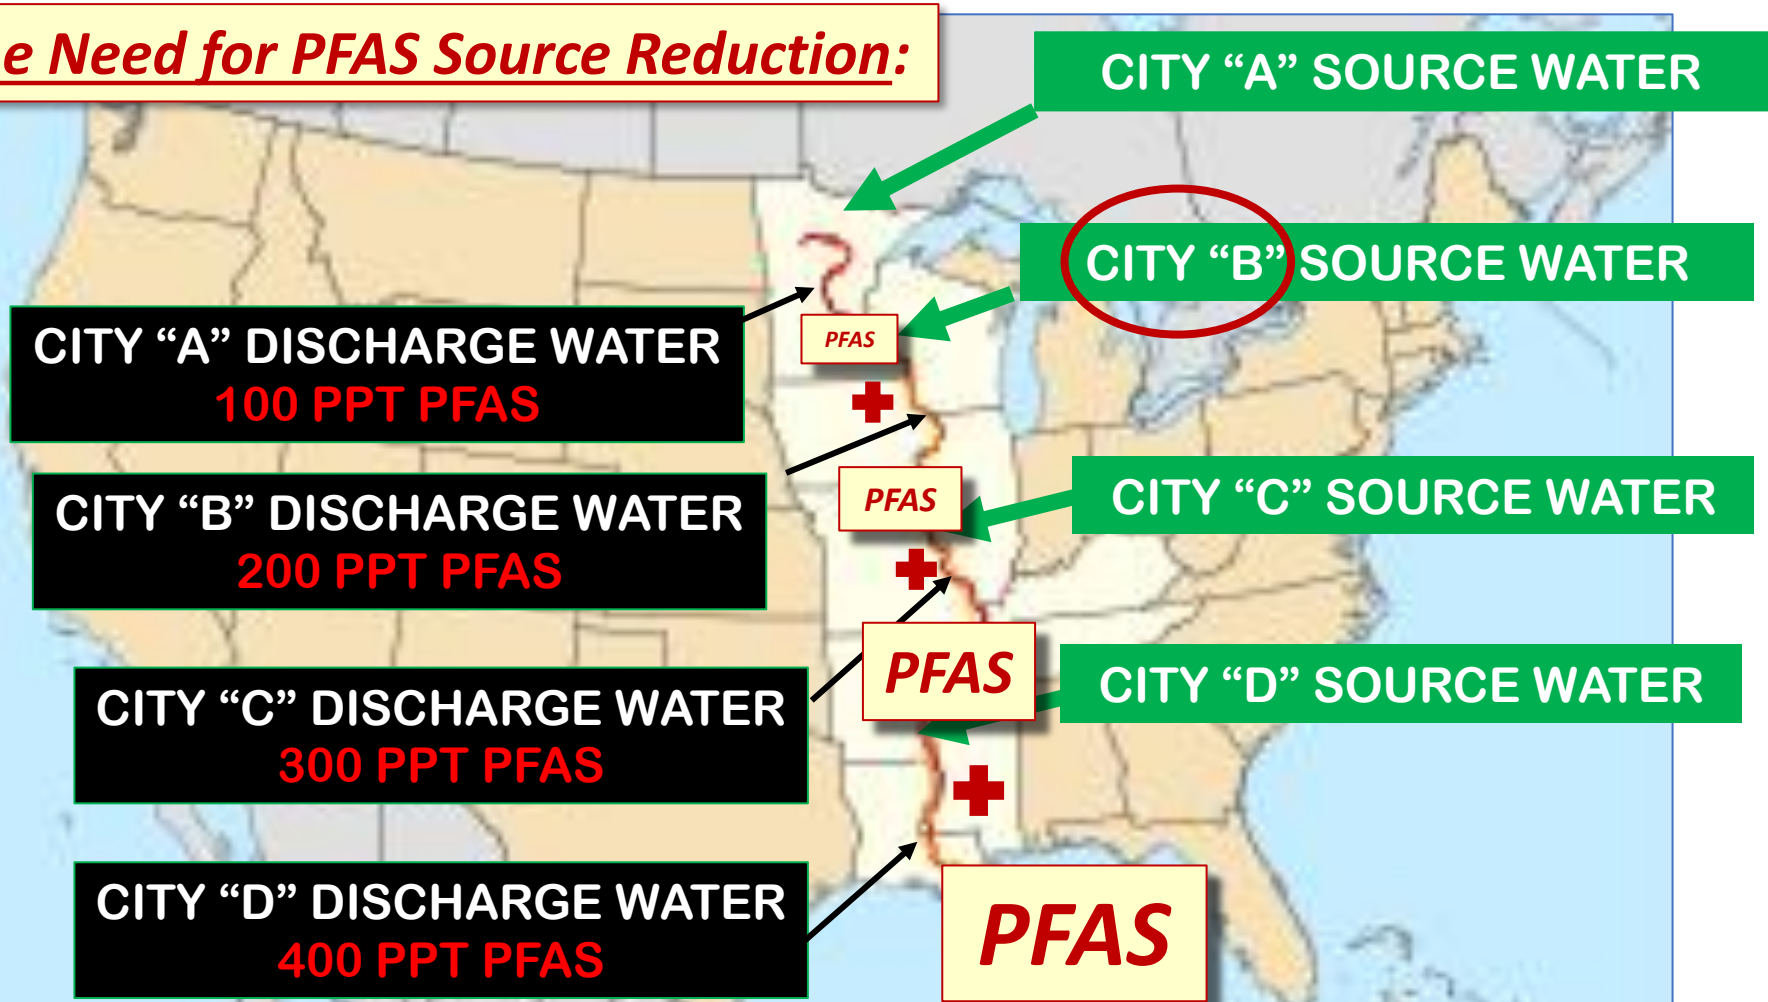 e Need for PFAS Source Reduction:
CITY “A” SOURCE WATER
CITY “B” SOURCE WATER
CITY “A” DISCHARGE WATER
100 PPT PFAS
PFAS
CITY “B” DISCHARGE WATER
200 PPT PFAS
PFAS
CITY “C” SOURCE WATER
CITY “C” DISCHARGE WATER
300 PPT PFAS
PFAS
CITY “D” SOURCE WATER
CITY “D” DISCHARGE WATER
400 PPT PFAS
PFAS